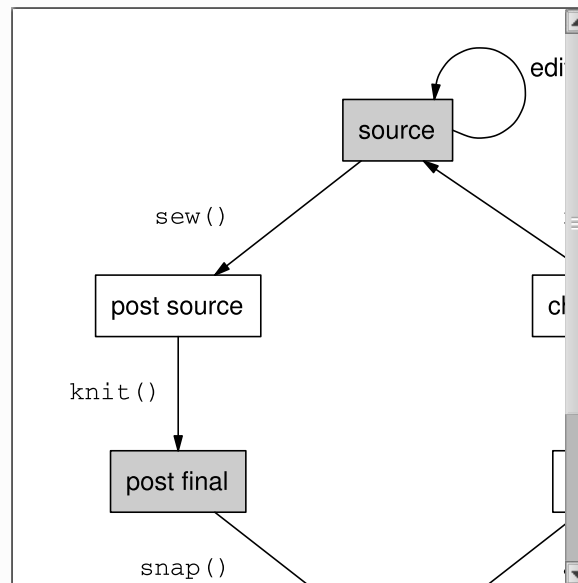 source
sew()
post source
knit()
post final
snap()